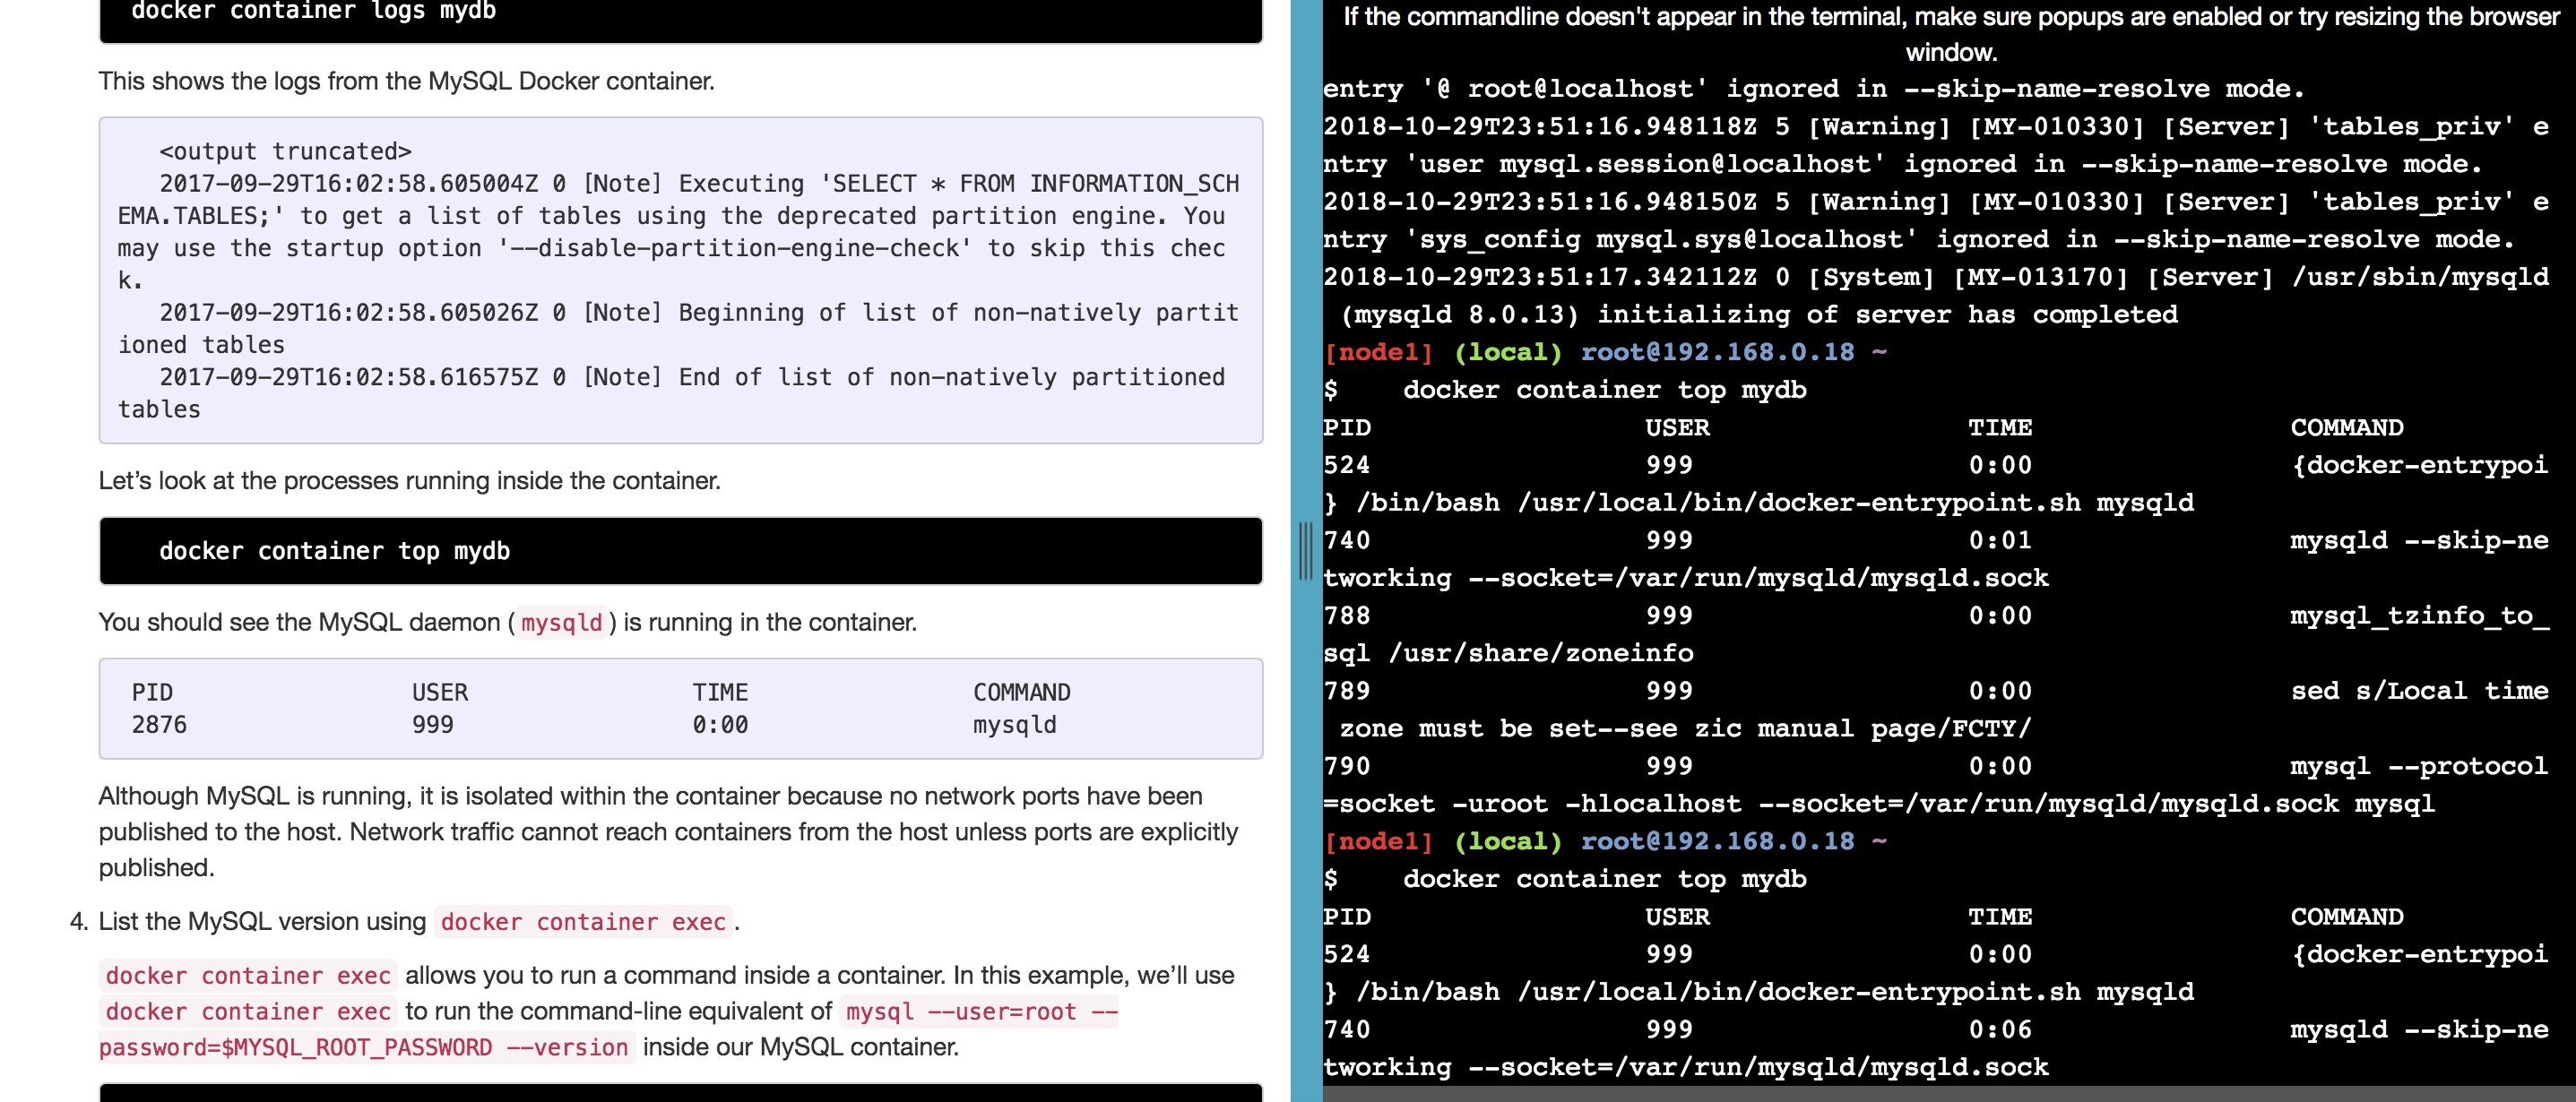 docker container logs mydb
This shows the logs from the MySQL Docker container.
<output truncated>
2017-09-29T16:02:58.605004Z 0 [Note] Executing 'SELECT * FROM INFORMATION_SCH
EMA.TABLES;' to get a list of tables using the deprecated partition engine. You
may use the startup option '--disable-partition-engine-check' to skip this chec
k.
2017-09-29T16:02:58.605026Z 0 [Note] Beginning of list of non-natively partit
ioned tables
2017-09-29T16:02:58.616575Z 0 [Note] End of list of non-natively partitioned
tables
Let’s look at the processes running inside the container.
docker container top mydb
You should see the MySQL daemon (mysqld) is running in the container.
PID USER TIME COMMAND
2876 999 0:00 mysqld
Although MySQL is running, it is isolated within the container because no network ports have been
published to the host. Network traffic cannot reach containers from the host unless ports are explicitly
published.
4. List the MySQL version using docker container exec.
docker container exec allows you to run a command inside a container. In this example, we’ll use
docker container exec to run the command-line equivalent of mysql --user=root --
password=$MYSQL_ROOT_PASSWORD --version inside our MySQL container.
If the commandline doesn't appear in the terminal, make sure popups are enabled or try resizing the browser
window.
entry '@ root@localhost' ignored in --skip-name-resolve mode.
2018-10-29T23:51:16.948118Z 5 [Warning] [MY-010330] [Server] 'tables_priv' e
ntry 'user mysql.session@localhost' ignored in --skip-name-resolve mode.
2018-10-29T23:51:16.948150Z 5 [Warning] [MY-010330] [Server] 'tables_priv' e
ntry 'sys_config mysql.sys@localhost' ignored in --skip-name-resolve mode.
2018-10-29T23:51:17.342112Z 0 [System] [MY-013170] [Server] /usr/sbin/mysqld
(mysqld 8.0.13) initializing of server has completed
[node1] (local) root@192.168.0.18 ~
$ docker container top mydb
PID USER TIME COMMAND
524 999 0:00 {docker-entrypoi
} /bin/bash /usr/local/bin/docker-entrypoint.sh mysqld
740 999 0:01 mysqld --skip-ne
tworking --socket=/var/run/mysqld/mysqld.sock
788 999 0:00 mysql_tzinfo_to_
sql /usr/share/zoneinfo
789 999 0:00 sed s/Local time
zone must be set--see zic manual page/FCTY/
790 999 0:00 mysql --protocol
=socket -uroot -hlocalhost --socket=/var/run/mysqld/mysqld.sock mysql
[node1] (local) root@192.168.0.18 ~
$ docker container top mydb
PID USER TIME COMMAND
524 999 0:00 {docker-entrypoi
} /bin/bash /usr/local/bin/docker-entrypoint.sh mysqld
740 999 0:06 mysqld --skip-ne
tworking --socket=/var/run/mysqld/mysqld.sock